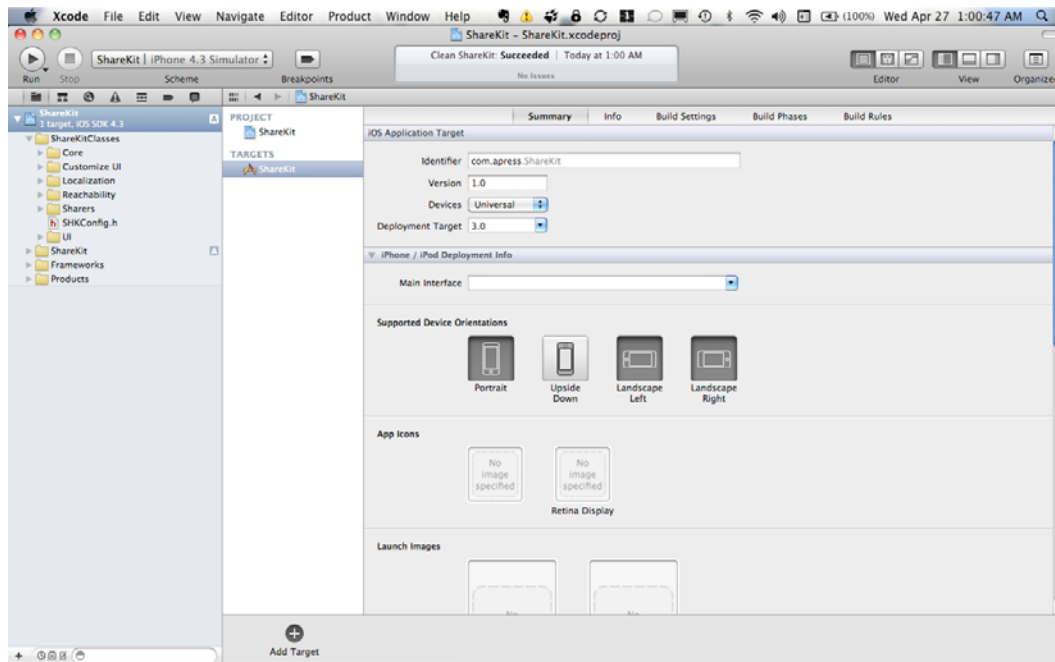 Xcode File Edit View Navigate Editor Product Window Help (100%) Wed Apr 27 1:00:47 AM
ShareKit - ShareKit.xcodeproj
Run Stop
ShareKit | iPhone 4.3 Simulator
Scheme
Breakpoints
Clean ShareKit: Succeeded | Today at 1:00 AM
No Issues
Editor View Organize
ShareKit
ShareKit
1 target, iOS SDK 4.3
A
ShareKitClasses
Core
Customize UI
Localization
Reachability
Sharers
h SHKConfig.h
UI
ShareKit
A
Frameworks
Products
PROJECT
ShareKit
TARGETS
ShareKit
Summary Info Build Settings Build Phases Build Rules
iOS Application Target
Identifier com.apress.ShareKit
Version 1.0
Devices Universal
Deployment Target 3.0
iPhone / iPod Deployment Info
Main Interface
Supported Device Orientations
Portrait
Upside
Down
Landscape
Left
Landscape
Right
App Icons
No
image
specified
No
image
specified
Retina Display
Launch Images
Add Target